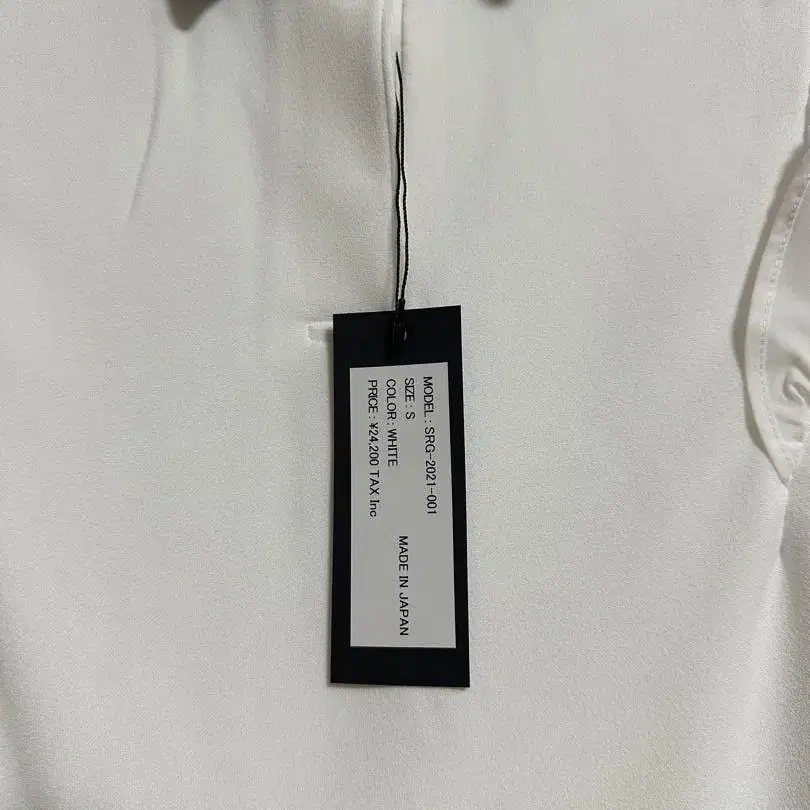 MODEL : SRG-2021-001
SIZE : S
COLOR : WHITE
PRICE : ¥24,200 TAX Inc
MADE IN JAPAN